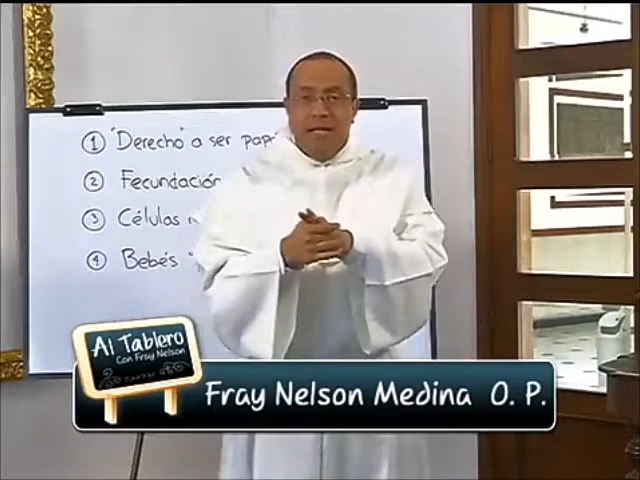 ① "Derecho" a ser
② Fecundación
③ Células
④ Bebés
Al Tablero
Con Fray Nelson
Fray Nelson Medina O. P.